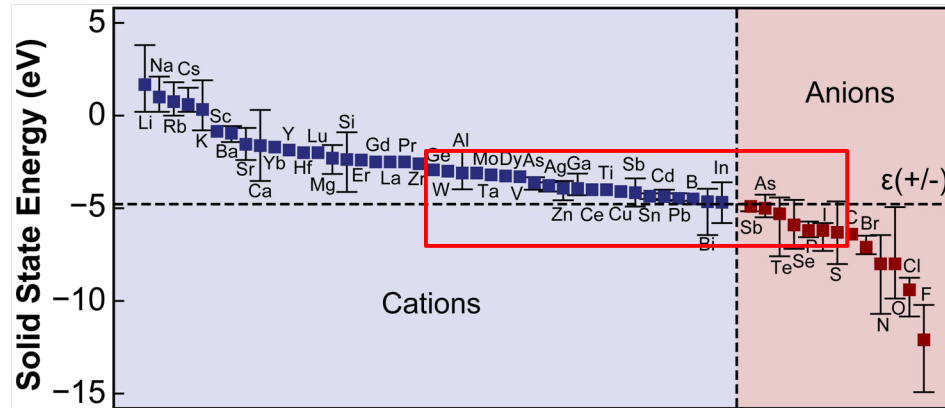 Solid State Energy (eV)
5
0
−5
−10
−15
Cations
Anions
ε(+/-)
Li
Na
Rb
Cs
K
Sc
Ba
Sr
Ca
Yb
Y
Hf
Lu
Mg
Si
Er
Gd
La
Pr
Zr
Ge
W
Al
Ta
Mo
Dy
V
As
Ag
Zn
Ga
Ce
Ti
Cu
Sb
Sn
Cd
Pb
B
Bi
In
Sb
As
Te
Se
P
I
S
C
Br
N
O
Cl
F